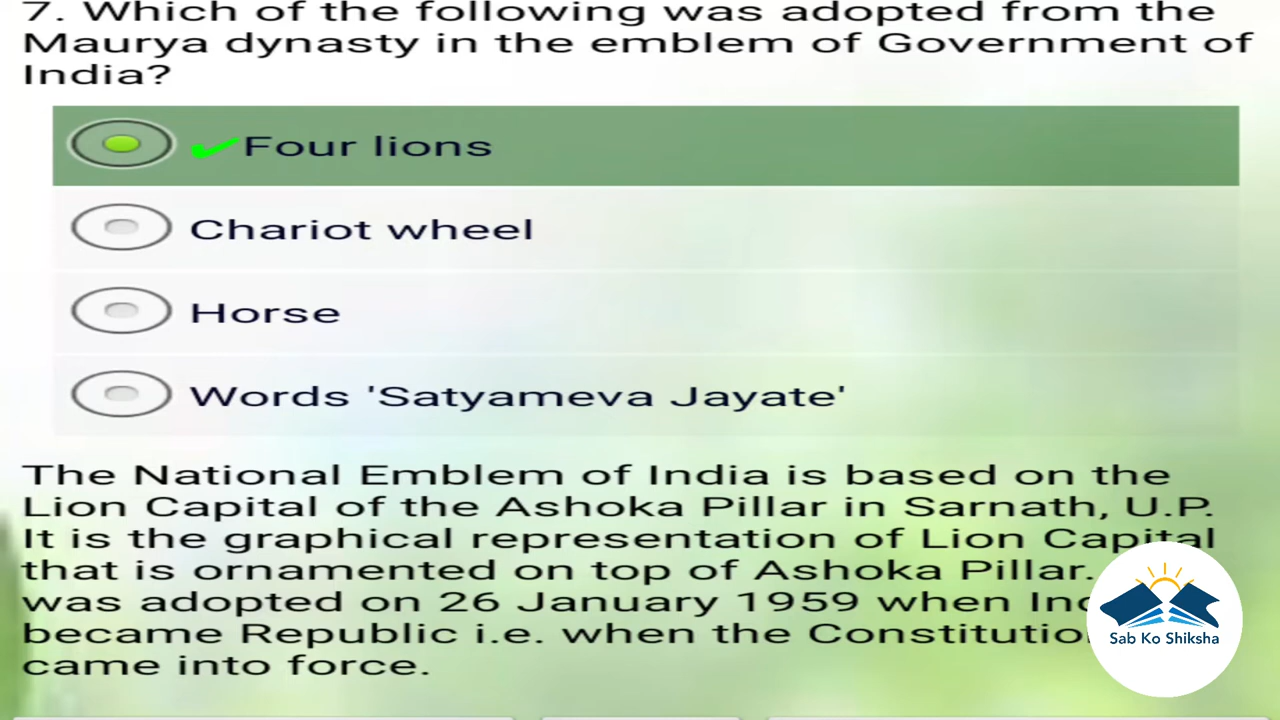 7. Which of the following was adopted from the
Maurya dynasty in the emblem of Government of
India?
Four lions
Chariot wheel
Horse
Words 'Satyameva Jayate'
The National Emblem of India is based on the
Lion Capital of the Ashoka Pillar in Sarnath, U.P.
It is the graphical representation of Lion Capital
that is ornamented on top of Ashoka Pillar.
was adopted on 26 January 1959 when
became Republic i.e. when the
came into force.
Sab Ko Shiksha